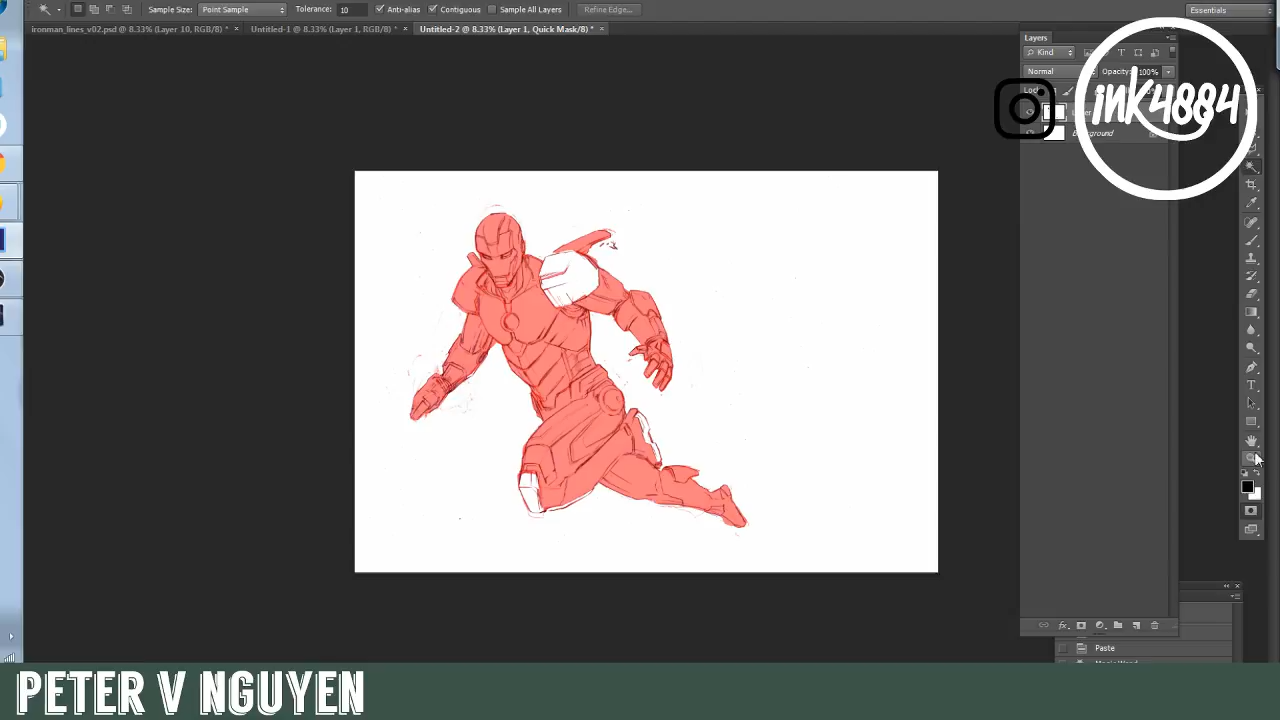 Sample Size: Point Sample Tolerance: 10 Anti-alias Contiguous Sample All Layers Refine Edge... Essentials
ironman_lines_v02.psd @ 8.33% (Layer 10, RGB/8) * × Untitled-1 @ 8.33% (Layer 1, RGB/8) * × Untitled-2 @ 8.33% (Layer 1, Quick Mask/8) * ×
Layers
Kind
Normal Opacity: 100%
ink4884
Background
fx
Paste
PETER V NGUYEN